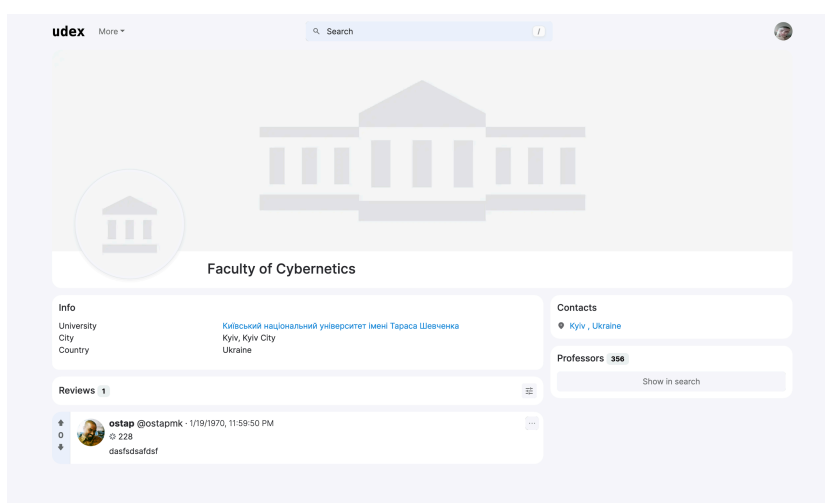 udex More Search /
Faculty of Cybernetics
Info
University Київський національний університет імені Тараса Шевченка
City Kyiv, Kyiv City
Country Ukraine
Contacts
Kyiv , Ukraine
Professors 356
Show in search
Reviews 1
ostap @ostapmk · 1/19/1970, 11:59:50 PM
0 228
dasfsdsafdsf